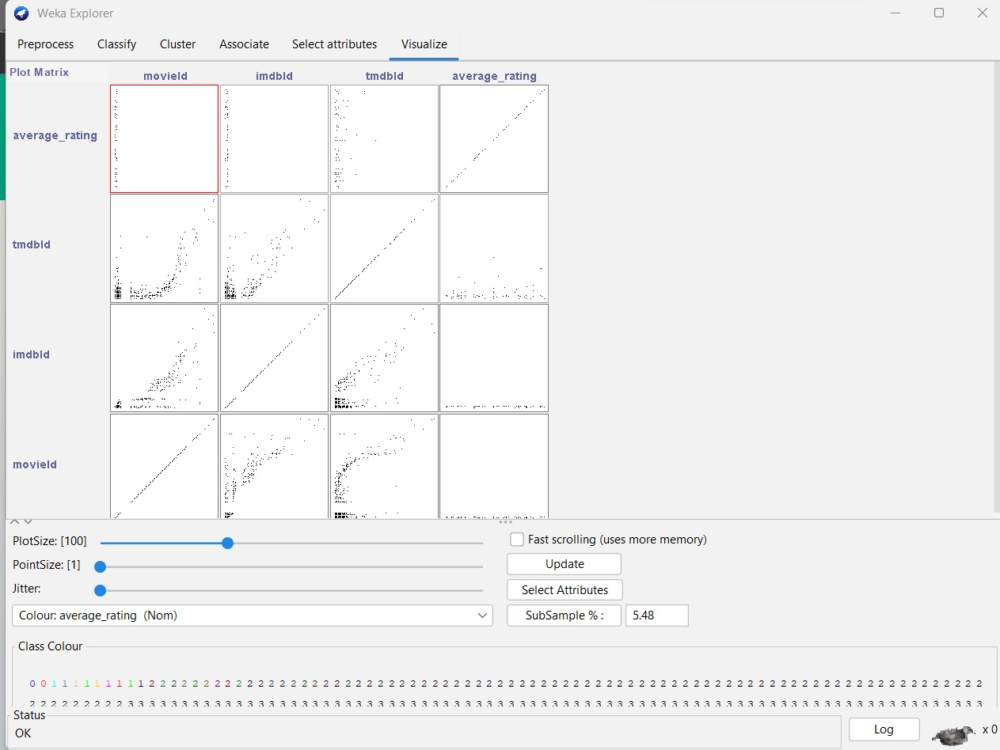 Weka Explorer
Preprocess Classify Cluster Associate Select attributes Visualize
Plot Matrix movieId imdbId tmdbId average_rating
average_rating
tmdbId
imdbId
movieId
PlotSize: [100]
Fast scrolling (uses more memory)
PointSize: [1]
Update
Jitter:
Select Attributes
Colour: average_rating (Nom)
SubSample % : 5.48
Class Colour
0 0 1 1 1 1 1 1 1 1 1 2 2 2 2 2 2 2 2 2 2 2 2 2 2 2 2 2 2 2 2 2 2 2 2 2 2 2 2 2 2 2 2 2 2 2 2 2 2 2 2 2 2 2 2 2 2 2 2 2 2 2 2 2 2 2 2 2 2 2 2 2 2 2 2 2 2 2 2 2 2 2 2 2 2 2 2 2
2 2 2 2 2 2 2 2 2 3 3 3 3 3 3 3 3 3 3 3 3 3 3 3 3 3 3 3 3 3 3 3 3 3 3 3 3 3 3 3 3 3 3 3 3 3 3 3 3 3 3 3 3 3 3 3 3 3 3 3 3 3 3 3 3 3 3 3 3 3 3 3 3 3 3 3 3 3 3 3 3 3 3 3 3 3 3 3
Status
OK
Log
x 0